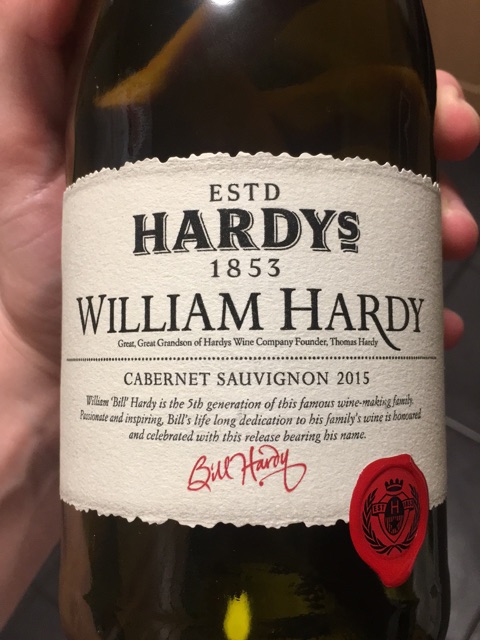 ESTD
HARDYS
1853
WILLIAM HARDY
Great, Great Grandson of Hardys Wine Company Founder, Thomas Hardy
CABERNET SAUVIGNON 2015
William 'Bill' Hardy is the 5th generation of this famous wine-making family.
Passionate and inspiring, Bill's life long dedication to his family's wine is honoured
and celebrated with this release bearing his name.
Bill Hardy
H